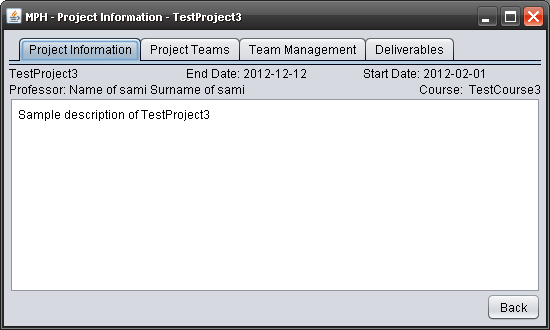 MPH - Project Information - TestProject3
Project Information Project Teams Team Management Deliverables
TestProject3 End Date: 2012-12-12 Start Date: 2012-02-01
Professor: Name of sami Surname of sami Course: TestCourse3
Sample description of TestProject3
Back